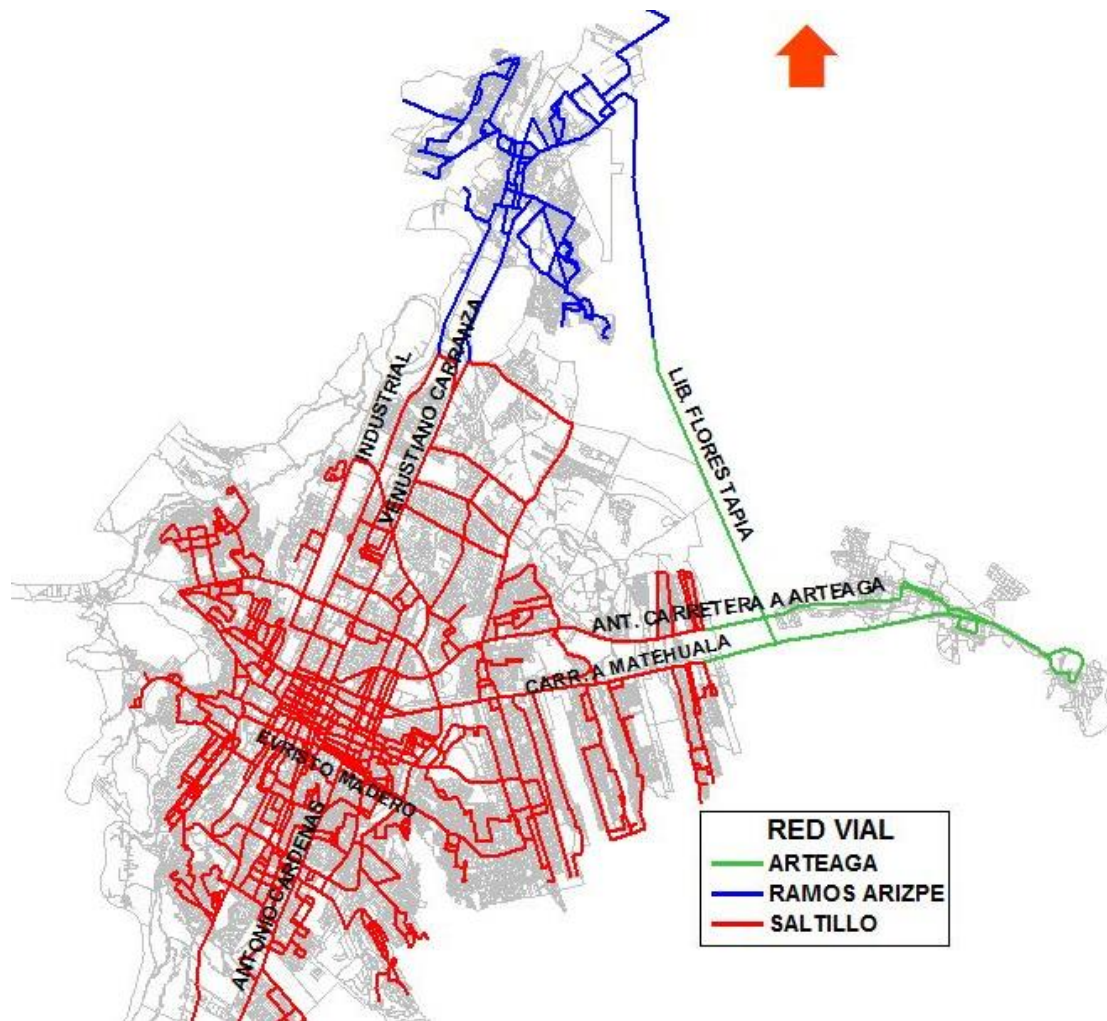 INDUSTRIAL
VENUSTIANO CARRANZA
LIB. FLORES TAPIA
ANT. CARRETERA A ARTEAGA
CARR. A MATEHUALA
EVRISTO MADERO
ANTONIO CARDENAS
RED VIAL
ARTEAGA
RAMOS ARIZPE
SALTILLO